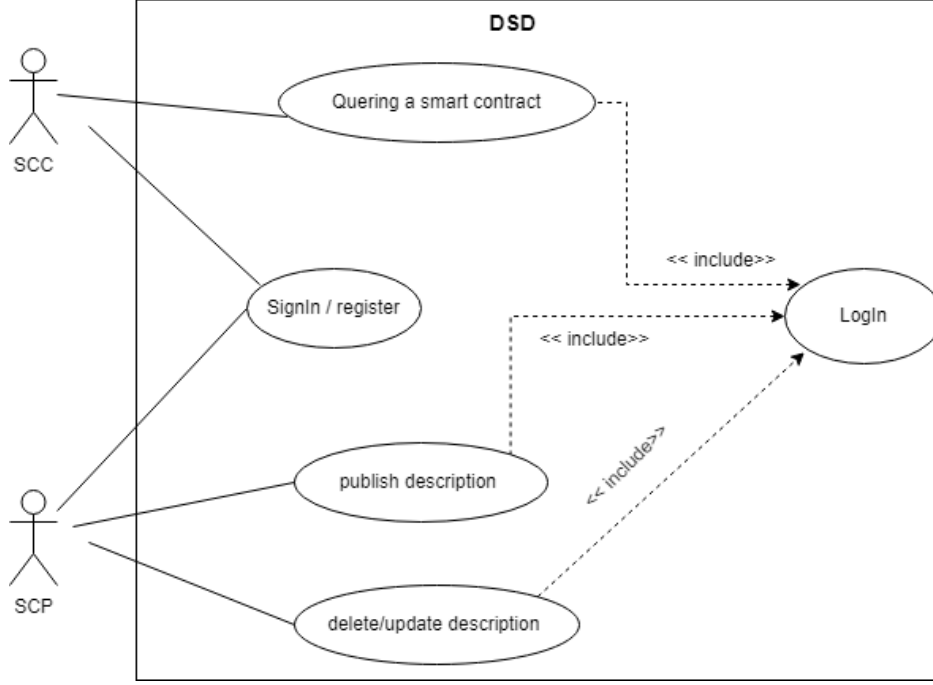 DSD
Quering a smart contract
SCC
<< include>>
SignIn / register
LogIn
<< include>>
<< include>>
publish description
SCP
delete/update description